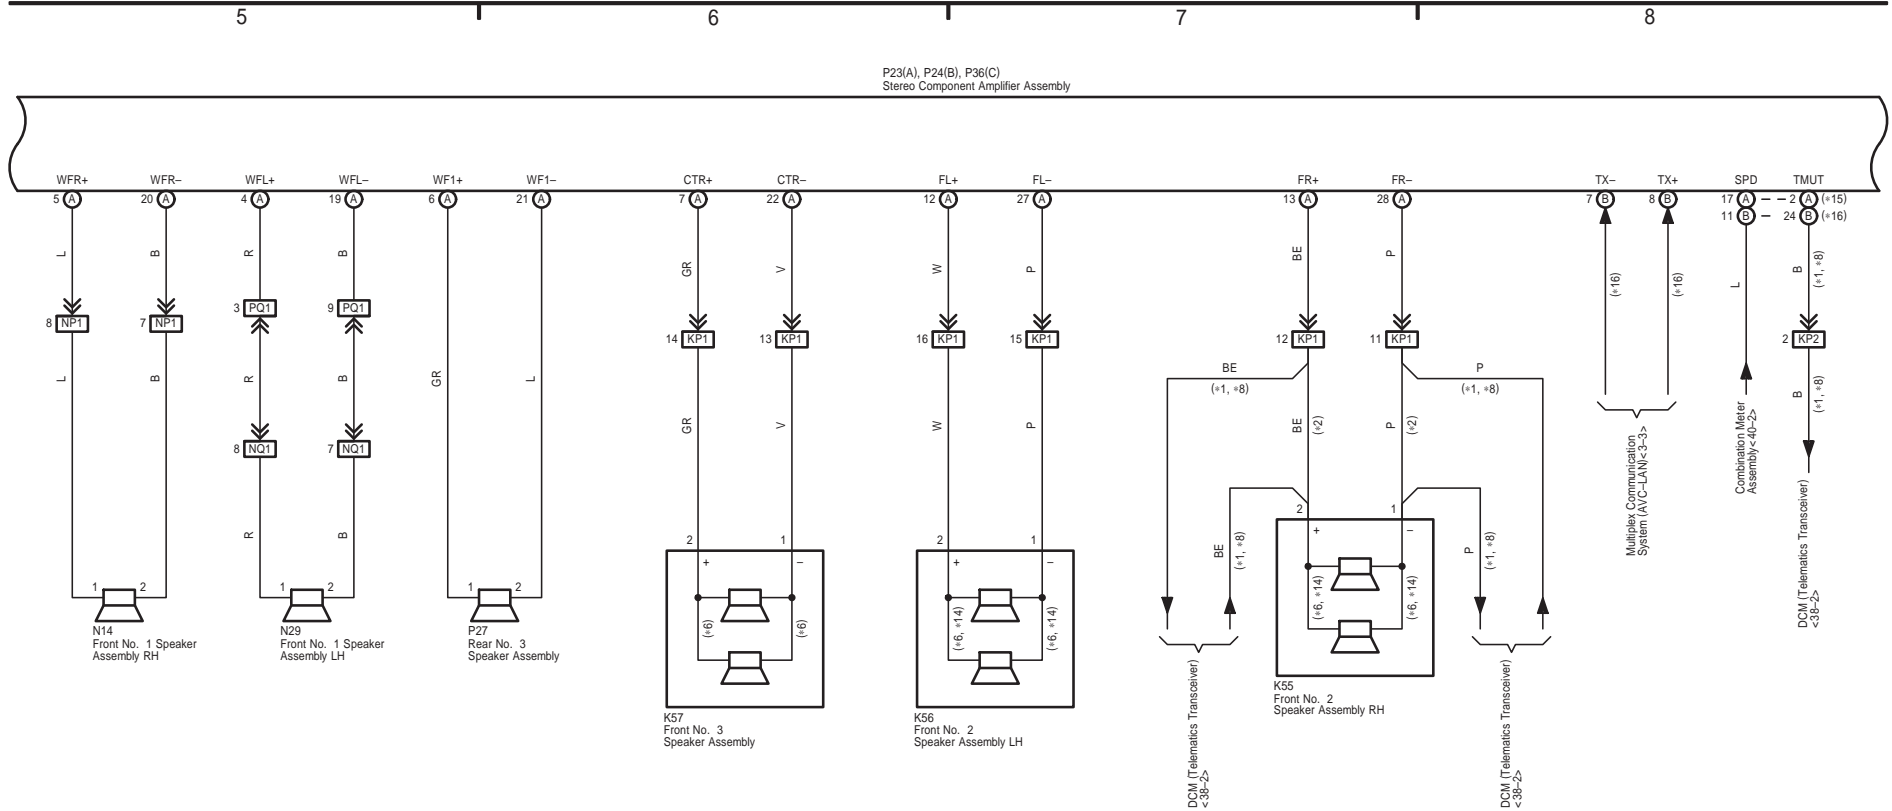 5 6 7 8
P23(A), P24(B), P36(C)
Stereo Component Amplifier Assembly
WFR+ WFR– WFL+ WFL– WF1+ WF1– CTR+ CTR– FL+ FL– FR+ FR– TX– TX+ SPD TMUT
5 A 20 A 4 A 19 A 6 A 21 A 7 A 22 A 12 A 27 A 13 A 28 A 7 B 8 B 17 A 2 A (*15)
11 B 24 B (*16)
L B R B GR V W P BE P (*16) (*16) L B (*1, *8)
3 PQ1 9 PQ1
8 NP1 7 NP1
14 KP1 13 KP1 16 KP1 15 KP1 12 KP1 11 KP1 2 KP2
BE P
(*1, *8) (*1, *8)
L B R B GR L B (*1, *8)
GR V W P BE (*2) P (*2)
8 NQ1 7 NQ1
Multiplex Communication
System (AVC–LAN)<3–3>
Combination Meter
Assembly<40–2>
DCM (Telematics Transceiver)
<38–2>
R B
2 1 2 1 2 1
+ – + – + –
BE (*1, *8) P (*1, *8)
1 2 1 2 1 2
(*6) (*6) (*6, *14) (*6, *14) (*6, *14) (*6, *14)
N14
Front No. 1 Speaker
Assembly RH
N29
Front No. 1 Speaker
Assembly LH
P27
Rear No. 3
Speaker Assembly
K57
Front No. 3
Speaker Assembly
K56
Front No. 2
Speaker Assembly LH
K55
Front No. 2
Speaker Assembly RH
DCM (Telematics Transceiver)
<38–2>
DCM (Telematics Transceiver)
<38–2>